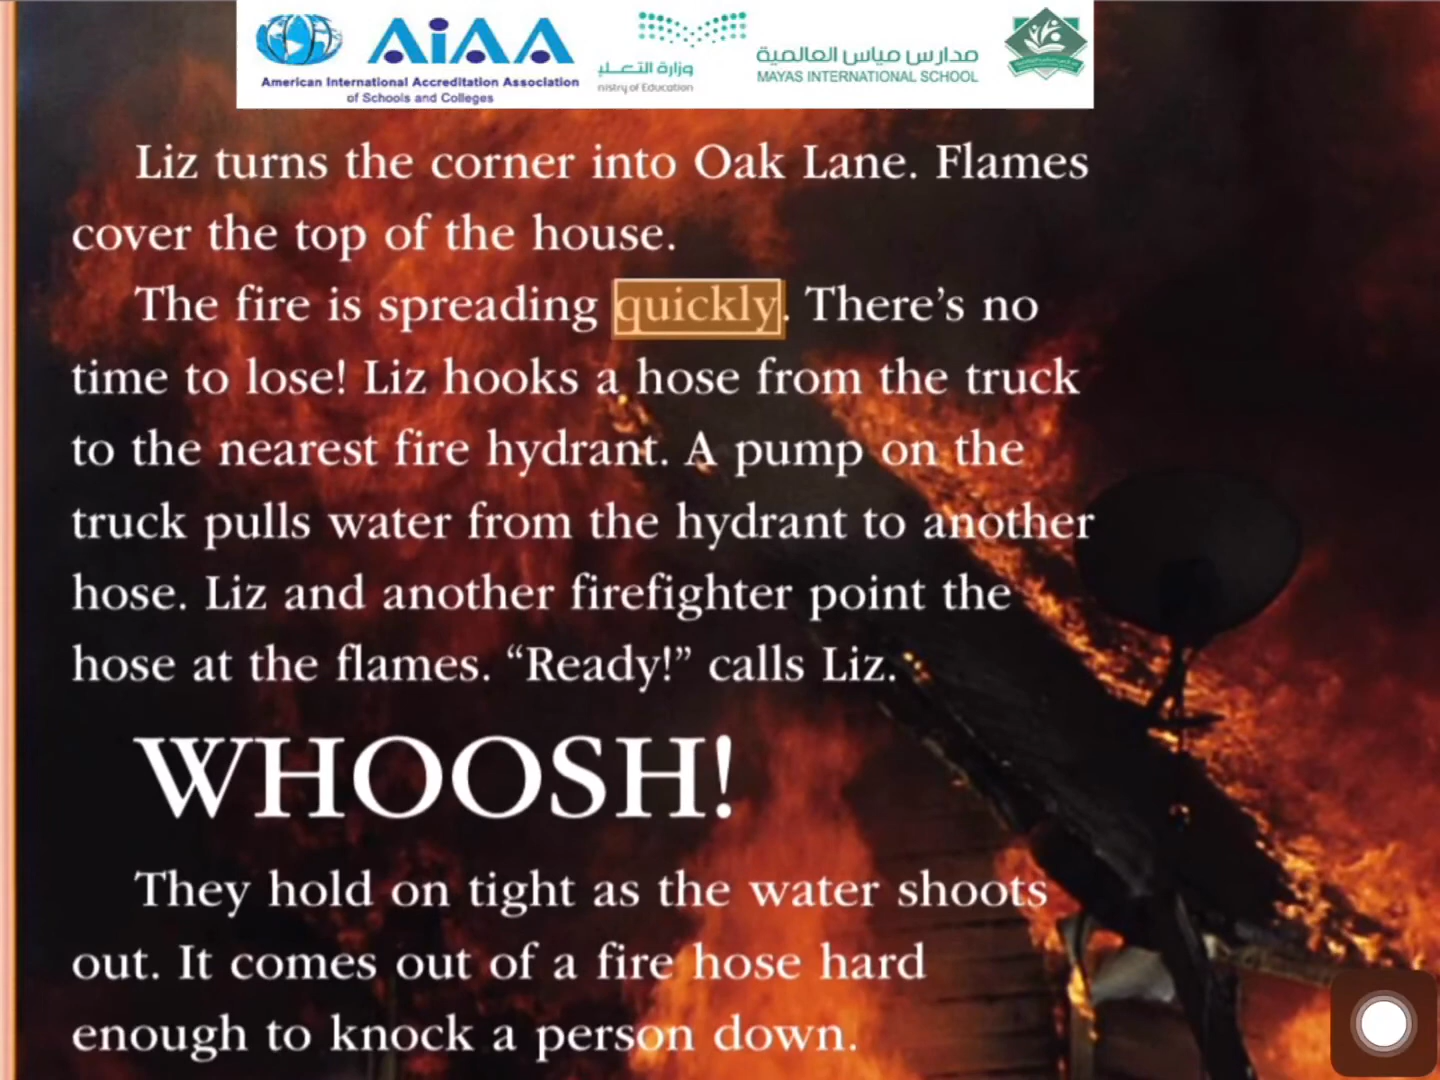 AiAA
American International Accreditation Association
of Schools and Colleges
وزارة التعـلـ
nistry of Education
مدارس مياس العالمية
MAYAS INTERNATIONAL SCHOOL
Liz turns the corner into Oak Lane. Flames
cover the top of the house.
The fire is spreading quickly. There’s no
time to lose! Liz hooks a hose from the truck
to the nearest fire hydrant. A pump on the
truck pulls water from the hydrant to another
hose. Liz and another firefighter point the
hose at the flames. “Ready!” calls Liz.
WHOOSH!
They hold on tight as the water shoots
out. It comes out of a fire hose hard
enough to knock a person down.